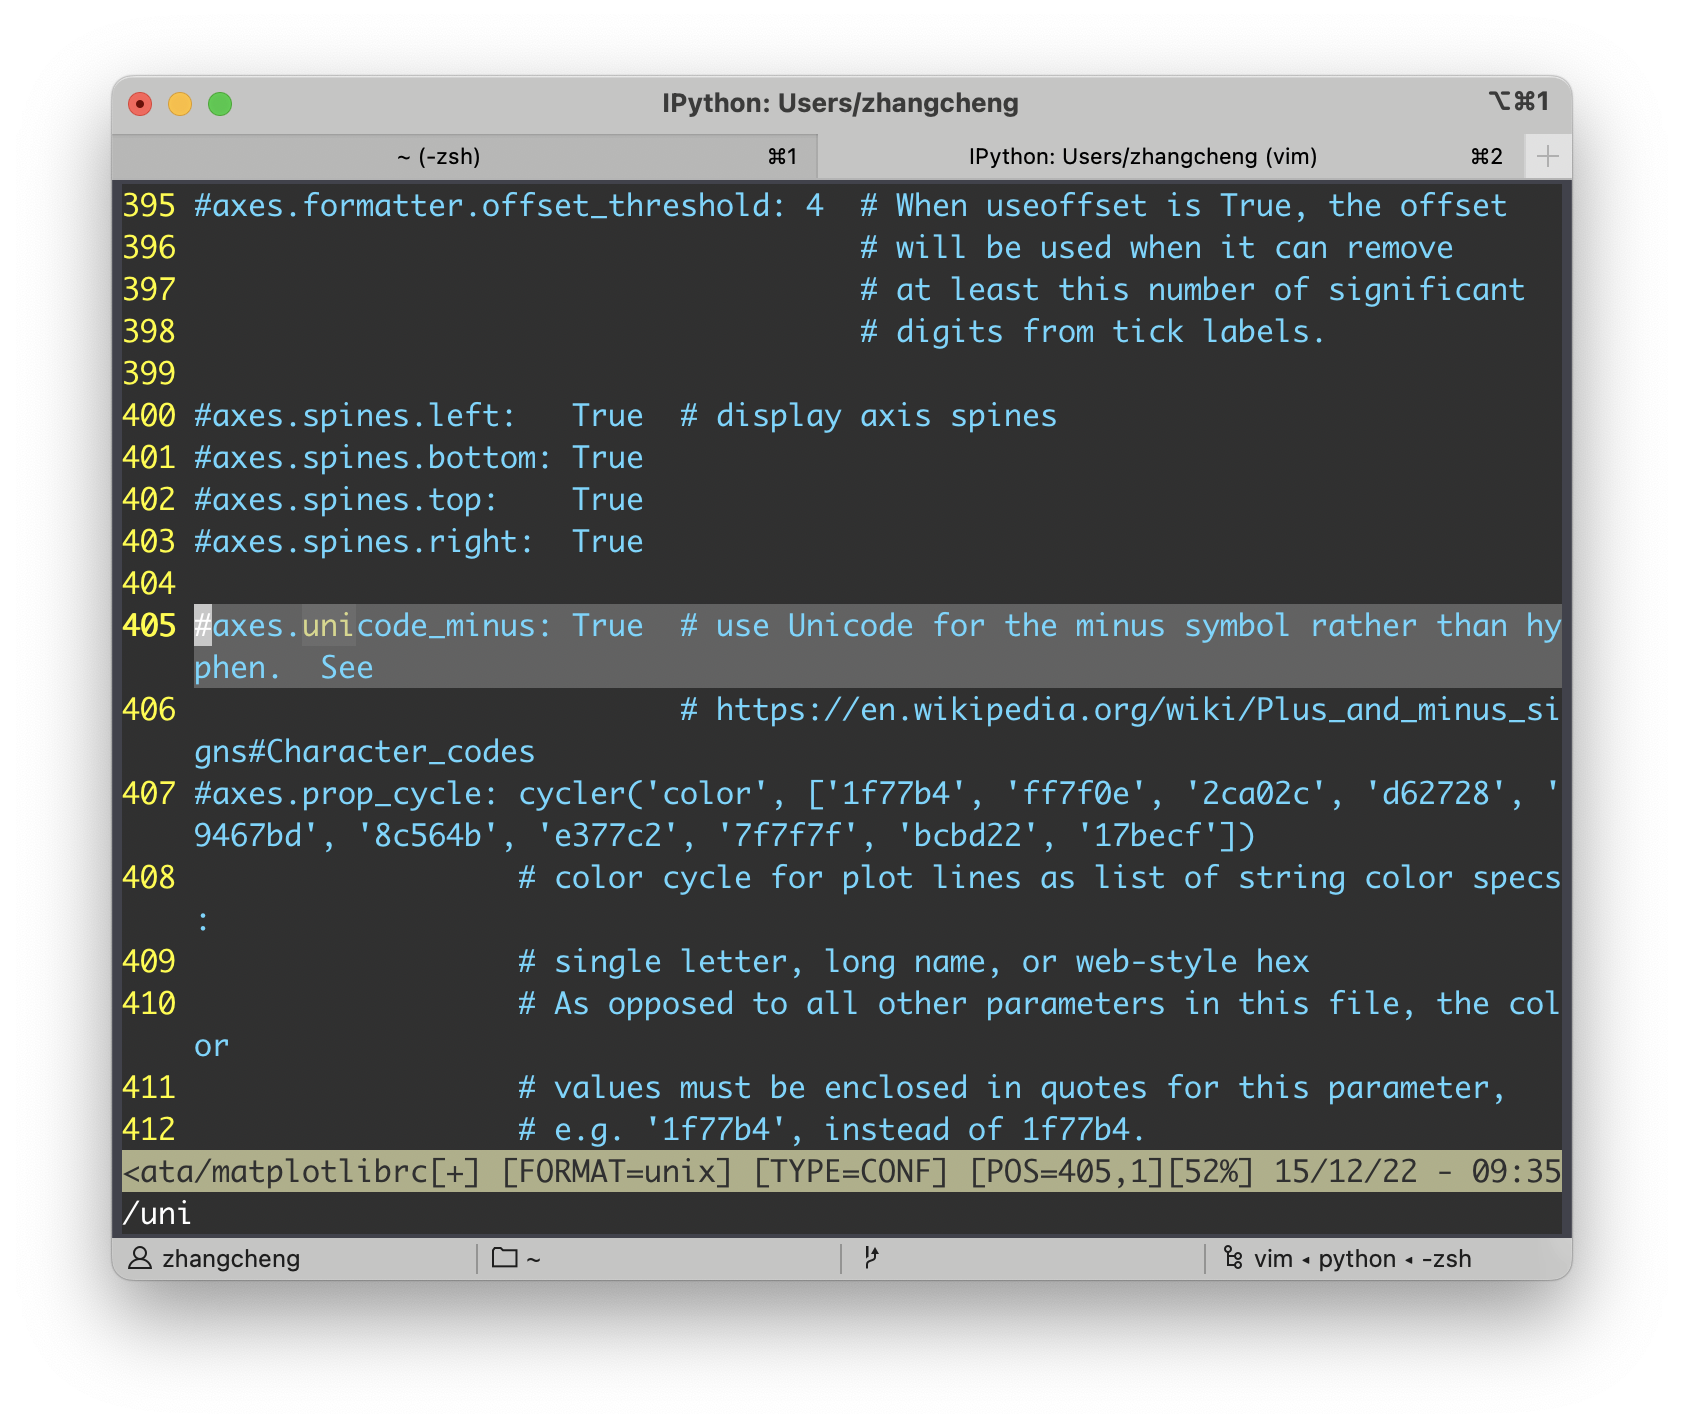 IPython: Users/zhangcheng
⌥⌘1
~ (-zsh) ⌘1
IPython: Users/zhangcheng (vim) ⌘2
395 #axes.formatter.offset_threshold: 4  # When useoffset is True, the offset
396                                      # will be used when it can remove
397                                      # at least this number of significant
398                                      # digits from tick labels.
399
400 #axes.spines.left:   True  # display axis spines
401 #axes.spines.bottom: True
402 #axes.spines.top:    True
403 #axes.spines.right:  True
404
405 #axes.unicode_minus: True  # use Unicode for the minus symbol rather than hy
phen.  See
406                            # https://en.wikipedia.org/wiki/Plus_and_minus_si
gns#Character_codes
407 #axes.prop_cycle: cycler('color', ['1f77b4', 'ff7f0e', '2ca02c', 'd62728', '
9467bd', '8c564b', 'e377c2', '7f7f7f', 'bcbd22', '17becf'])
408                   # color cycle for plot lines as list of string color specs
:
409                   # single letter, long name, or web-style hex
410                   # As opposed to all other parameters in this file, the col
or
411                   # values must be enclosed in quotes for this parameter,
412                   # e.g. '1f77b4', instead of 1f77b4.
<ata/matplotlibrc[+] [FORMAT=unix] [TYPE=CONF] [POS=405,1][52%] 15/12/22 - 09:35
/uni
zhangcheng
~
vim ◂ python ◂ -zsh